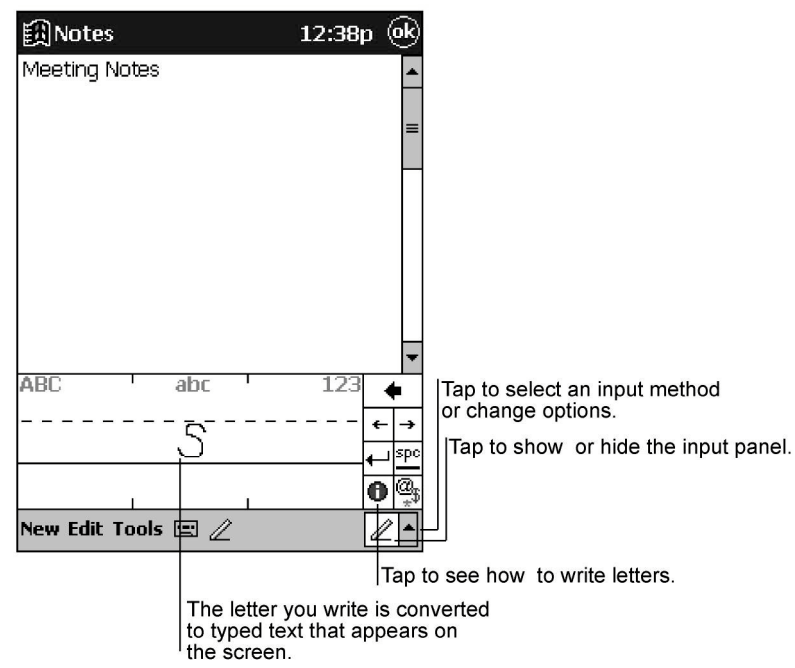 Notes 12:38p ok
Meeting Notes
ABC abc 123
S
spc
@
*$
New Edit Tools
Tap to select an input method
or change options.
Tap to show or hide the input panel.
Tap to see how to write letters.
The letter you write is converted
to typed text that appears on
the screen.